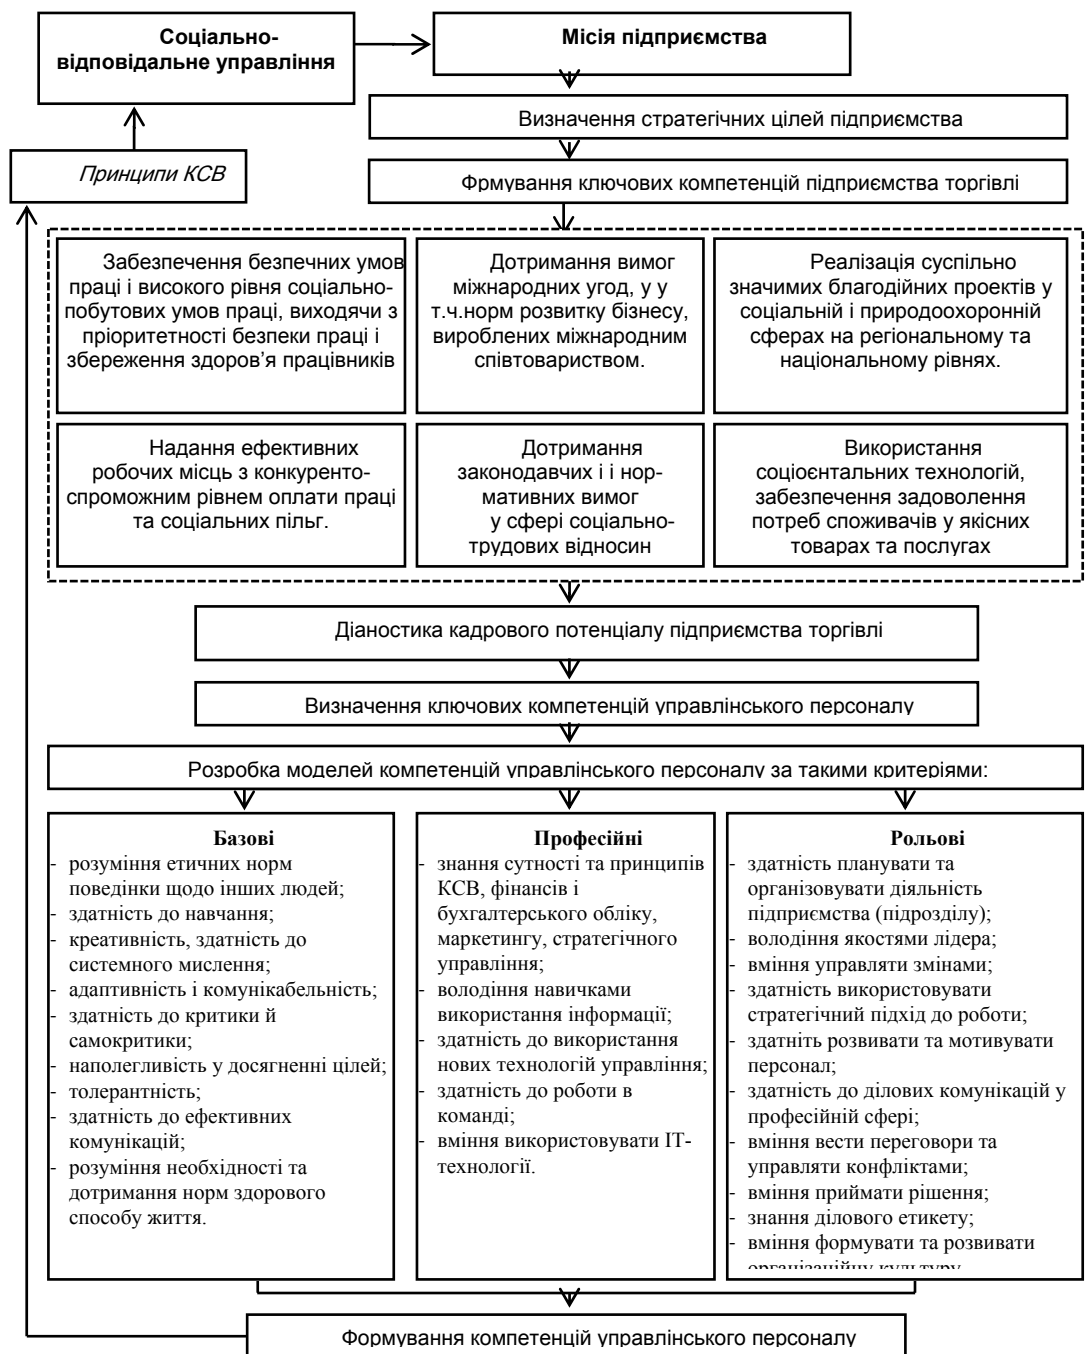 Соціально-
відповідальне управління
Місія підприємства
Визначення стратегічних цілей підприємства
Принципи КСВ
Фрмування ключових компетенцій підприємства торгівлі
Забезпечення безпечних умов
праці і високого рівня соціально-
побутових умов праці, виходячи з
пріоритетності безпеки праці і
збереження здоров'я працівників
Дотримання вимог
міжнародних угод, у у
т.ч.норм розвитку бізнесу,
вироблених міжнародним
співтовариством.
Реалізація суспільно
значимих благодійних проектів у
соціальній і природоохоронній
сферах на регіональному та
національному рівнях.
Надання ефективних
робочих місць з конкуренто-
спроможним рівнем оплати праці
та соціальних пільг.
Дотримання
законодавчих і і нор-
мативних вимог
у сфері соціально-
трудових відносин
Використання
соціоєнтальних технологій,
забезпечення задоволення
потреб споживачів у якісних
товарах та послугах
Діаностика кадрового потенціалу підприємства торгівлі
Визначення ключових компетенцій управлінського персоналу
Розробка моделей компетенцій управлінського персоналу за такими критеріями:
Базові
- розуміння етичних норм
поведінки щодо інших людей;
- здатність до навчання;
- креативність, здатність до
системного мислення;
- адаптивність і комунікабельність;
- здатність до критики й
самокритики;
- наполегливість у досягненні цілей;
- толерантність;
- здатність до ефективних
комунікацій;
- розуміння необхідності та
дотримання норм здорового
способу життя.
Професійні
- знання сутності та принципів
КСВ, фінансів і
бухгалтерського обліку,
маркетингу, стратегічного
управління;
- володіння навичками
використання інформації;
- здатність до використання
нових технологій управління;
- здатність до роботи в
команді;
- вміння використовувати ІТ-
технології.
Рольові
- здатність планувати та
організовувати діяльність
підприємства (підрозділу);
- володіння якостями лідера;
- вміння управляти змінами;
- здатність використовувати
стратегічний підхід до роботи;
- здатніть розвивати та мотивувати
персонал;
- здатність до ділових комунікацій у
професійній сфері;
- вміння вести переговори та
управляти конфліктами;
- вміння приймати рішення;
- знання ділового етикету;
- вміння формувати та розвивати
організаційну культуру
Формування компетенцій управлінського персоналу